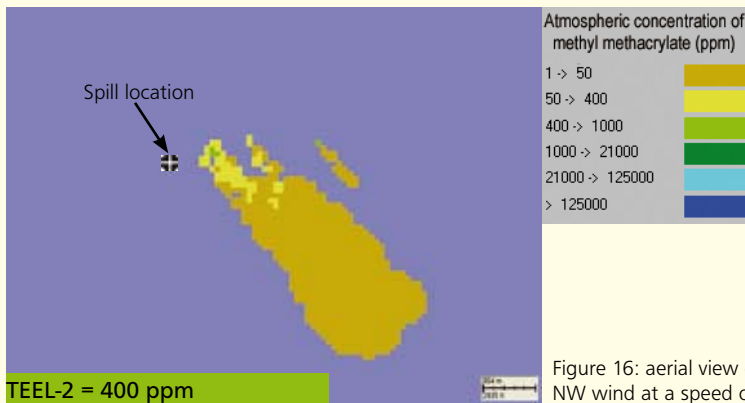 Spill location
TEEL-2 = 400 ppm
Atmospheric concentration of
methyl methacrylate (ppm)
1 -> 50
50 -> 400
400 -> 1000
1000 -> 21000
21000 -> 125000
> 125000
Figure 16: aerial view
NW wind at a speed